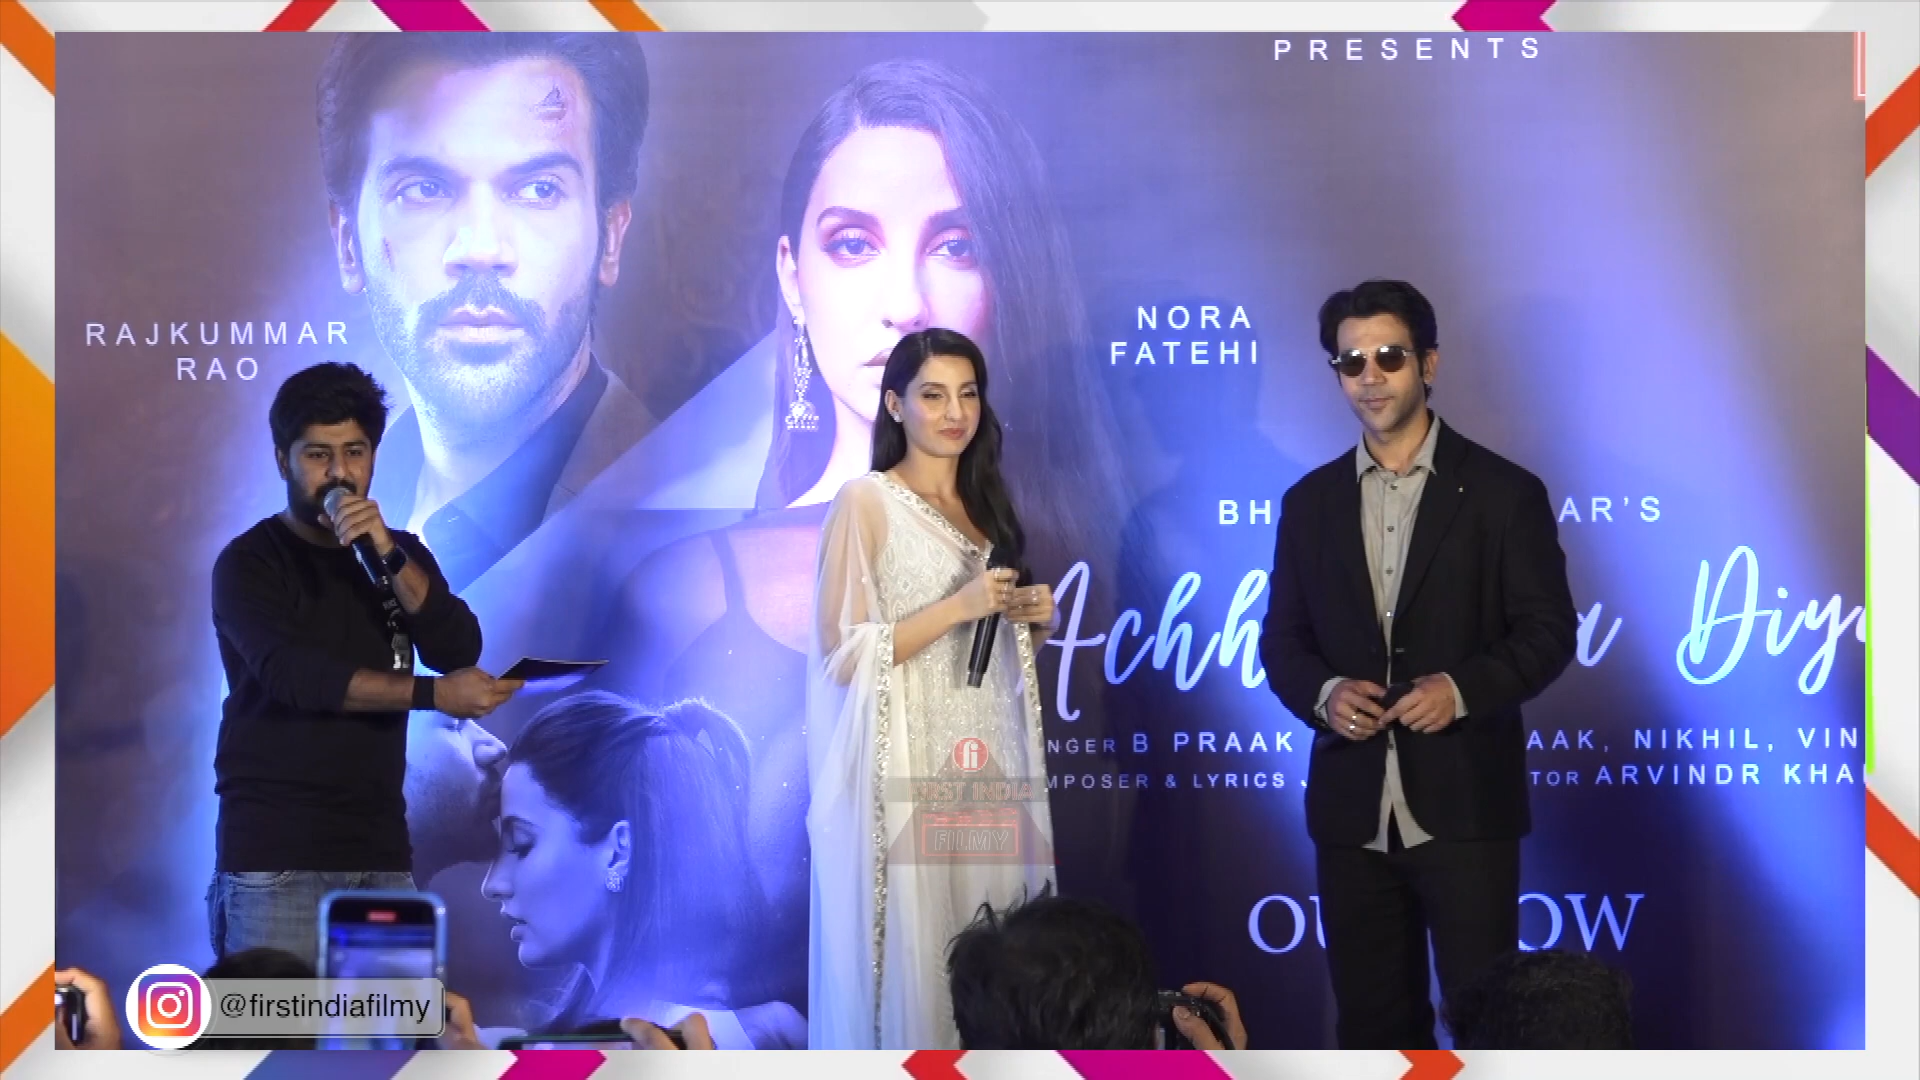 PRESENTS
RAJKUMMAR
RAO
NORA
FATEHI
BH AR'S
Achh Diy
NGER B PRAAK AAK, NIKHIL, VIN
MPOSER & LYRICS TOR ARVINDR KHA
OU OW
fi
FIRST INDIA
FILMY
@firstindiafilmy